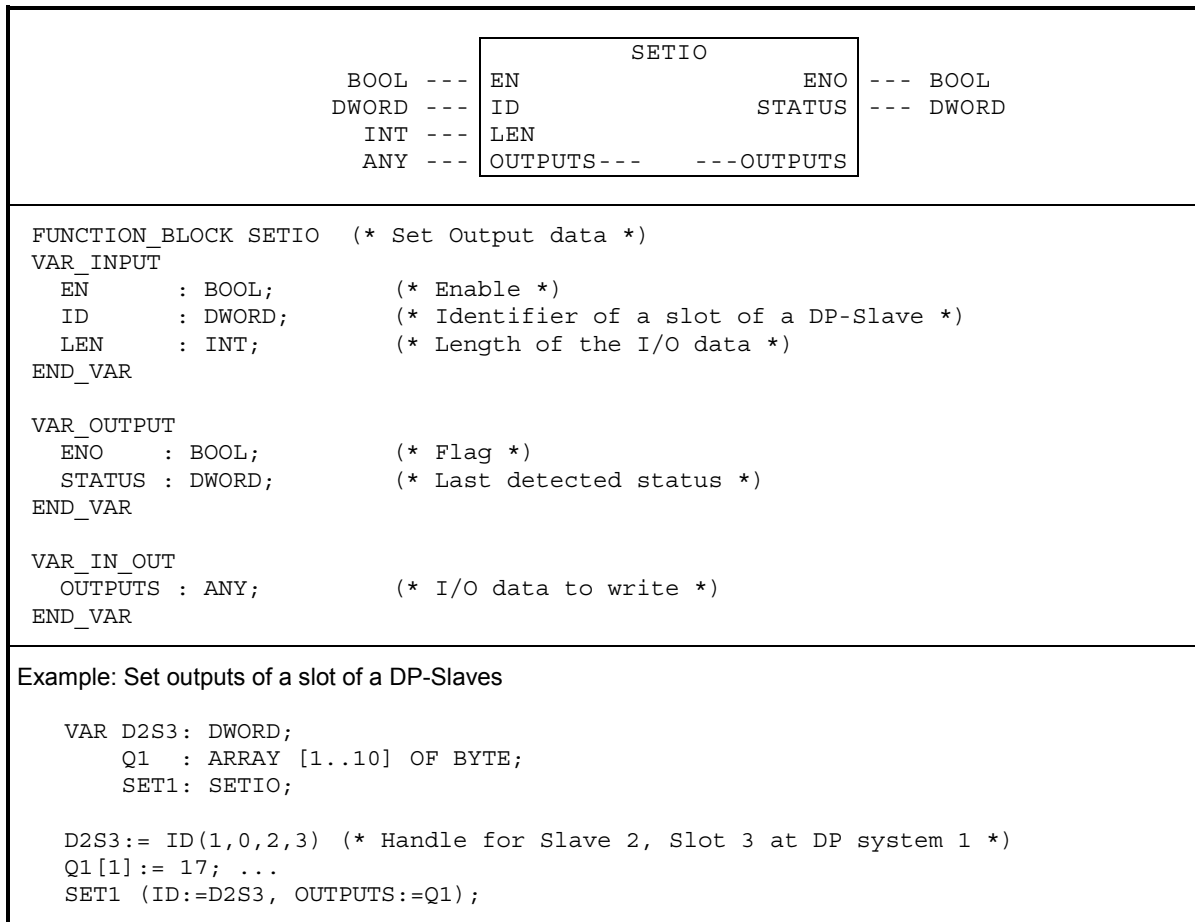 SETIO
BOOL --- EN ENO --- BOOL
DWORD --- ID STATUS --- DWORD
INT --- LEN
ANY --- OUTPUTS--- ---OUTPUTS
FUNCTION_BLOCK SETIO (* Set Output data *)
VAR_INPUT
EN : BOOL; (* Enable *)
ID : DWORD; (* Identifier of a slot of a DP-Slave *)
LEN : INT; (* Length of the I/O data *)
END_VAR
VAR_OUTPUT
ENO : BOOL; (* Flag *)
STATUS : DWORD; (* Last detected status *)
END_VAR
VAR_IN_OUT
OUTPUTS : ANY; (* I/O data to write *)
END_VAR
Example: Set outputs of a slot of a DP-Slaves
VAR D2S3: DWORD;
Q1 : ARRAY [1..10] OF BYTE;
SET1: SETIO;
D2S3:= ID(1,0,2,3) (* Handle for Slave 2, Slot 3 at DP system 1 *)
Q1[1]:= 17; ...
SET1 (ID:=D2S3, OUTPUTS:=Q1);